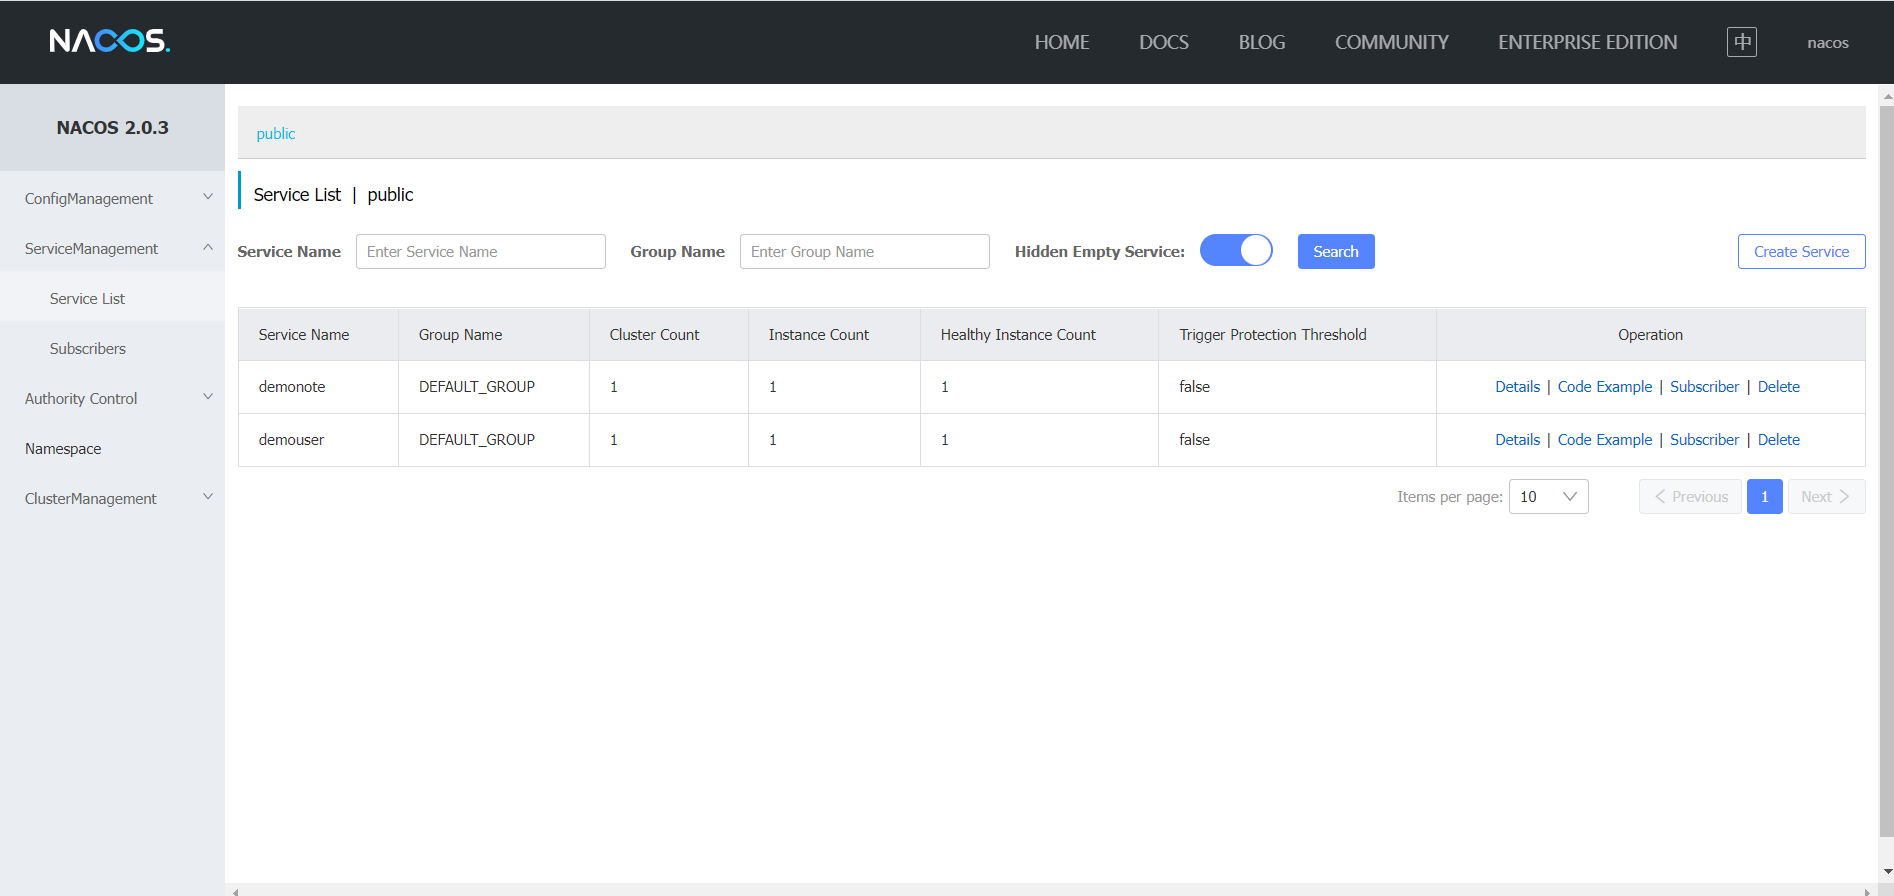 NACOS.
HOME DOCS BLOG COMMUNITY ENTERPRISE EDITION 中 nacos
NACOS 2.0.3
ConfigManagement
ServiceManagement
Service List
Subscribers
Authority Control
Namespace
ClusterManagement
public
Service List | public
Service Name Enter Service Name Group Name Enter Group Name Hidden Empty Service: Search Create Service
Service Name Group Name Cluster Count Instance Count Healthy Instance Count Trigger Protection Threshold Operation
demonote DEFAULT_GROUP 1 1 1 false Details | Code Example | Subscriber | Delete
demouser DEFAULT_GROUP 1 1 1 false Details | Code Example | Subscriber | Delete
Items per page: 10 Previous 1 Next